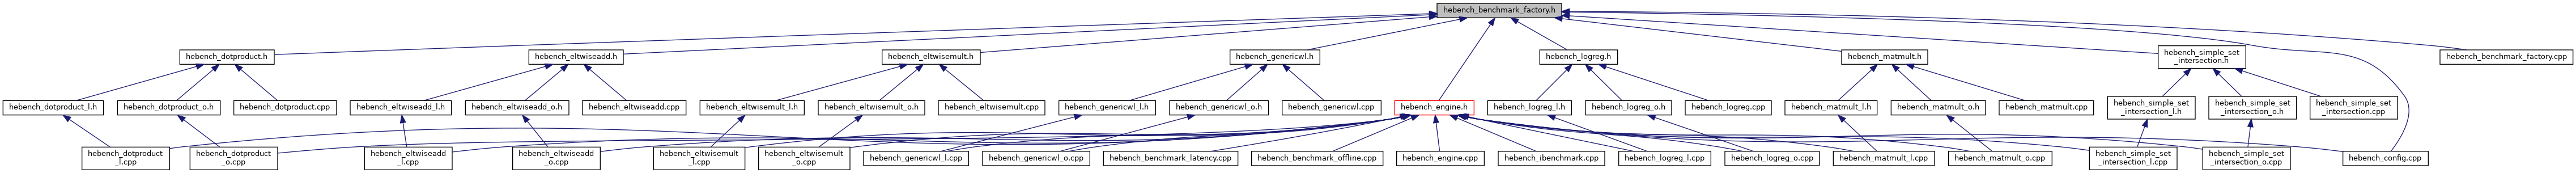 hebench_benchmark_factory.h
hebench_dotproduct.h
hebench_eltwiseadd.h
hebench_eltwisemult.h
hebench_genericwl.h
hebench_logreg.h
hebench_matmult.h
hebench_simple_set
_intersection.h
hebench_benchmark_factory.cpp
hebench_dotproduct_l.h
hebench_dotproduct_o.h
hebench_dotproduct.cpp
hebench_eltwiseadd_l.h
hebench_eltwiseadd_o.h
hebench_eltwiseadd.cpp
hebench_eltwisemult_l.h
hebench_eltwisemult_o.h
hebench_eltwisemult.cpp
hebench_genericwl_l.h
hebench_genericwl_o.h
hebench_genericwl.cpp
hebench_engine.h
hebench_logreg_l.h
hebench_logreg_o.h
hebench_logreg.cpp
hebench_matmult_l.h
hebench_matmult_o.h
hebench_matmult.cpp
hebench_simple_set
_intersection_l.h
hebench_simple_set
_intersection_o.h
hebench_simple_set
_intersection.cpp
hebench_dotproduct
_l.cpp
hebench_dotproduct
_o.cpp
hebench_eltwiseadd
_l.cpp
hebench_eltwiseadd
_o.cpp
hebench_eltwisemult
_l.cpp
hebench_eltwisemult
_o.cpp
hebench_genericwl_l.cpp
hebench_genericwl_o.cpp
hebench_benchmark_latency.cpp
hebench_benchmark_offline.cpp
hebench_engine.cpp
hebench_ibenchmark.cpp
hebench_logreg_l.cpp
hebench_logreg_o.cpp
hebench_matmult_l.cpp
hebench_matmult_o.cpp
hebench_simple_set
_intersection_l.cpp
hebench_simple_set
_intersection_o.cpp
hebench_config.cpp